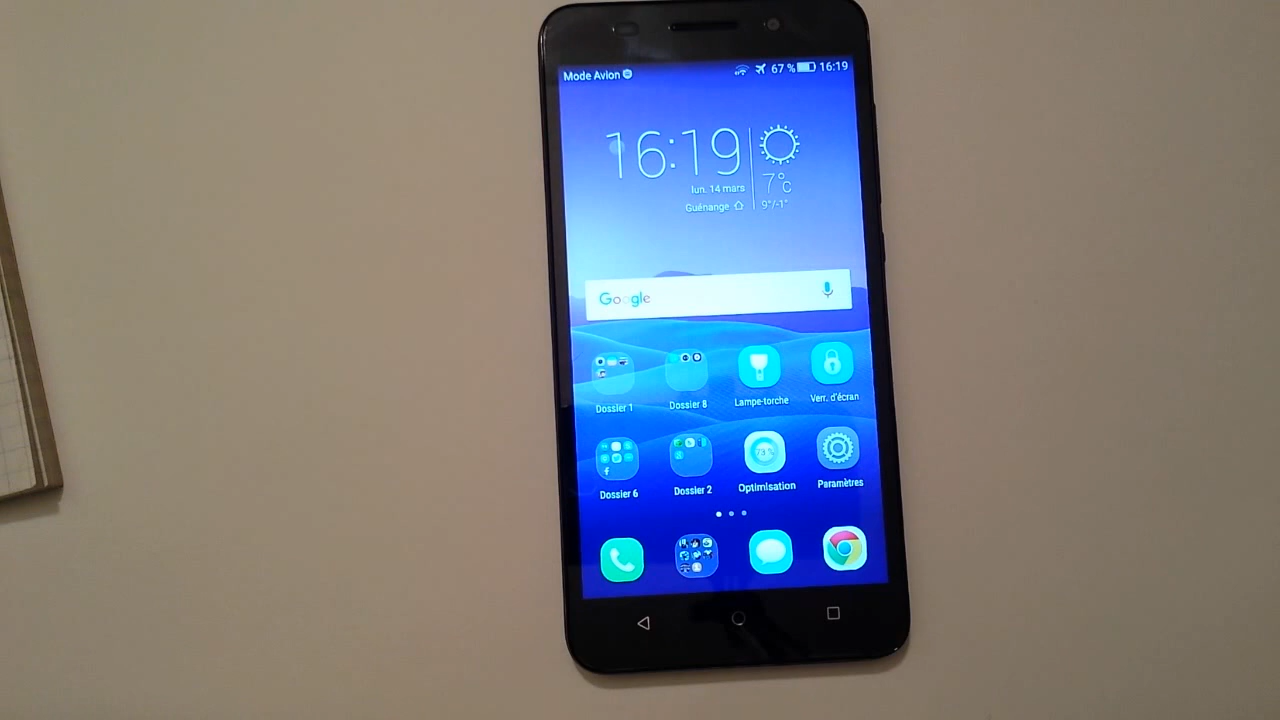 Mode Avion 67 % 16:19
16:19
lun. 14 mars
7°C
Guénange 9°/-1°
Google
Dossier 1 Dossier 8 Lampe-torche Verr. d'écran
73 %
Dossier 6 Dossier 2 Optimisation Paramètres